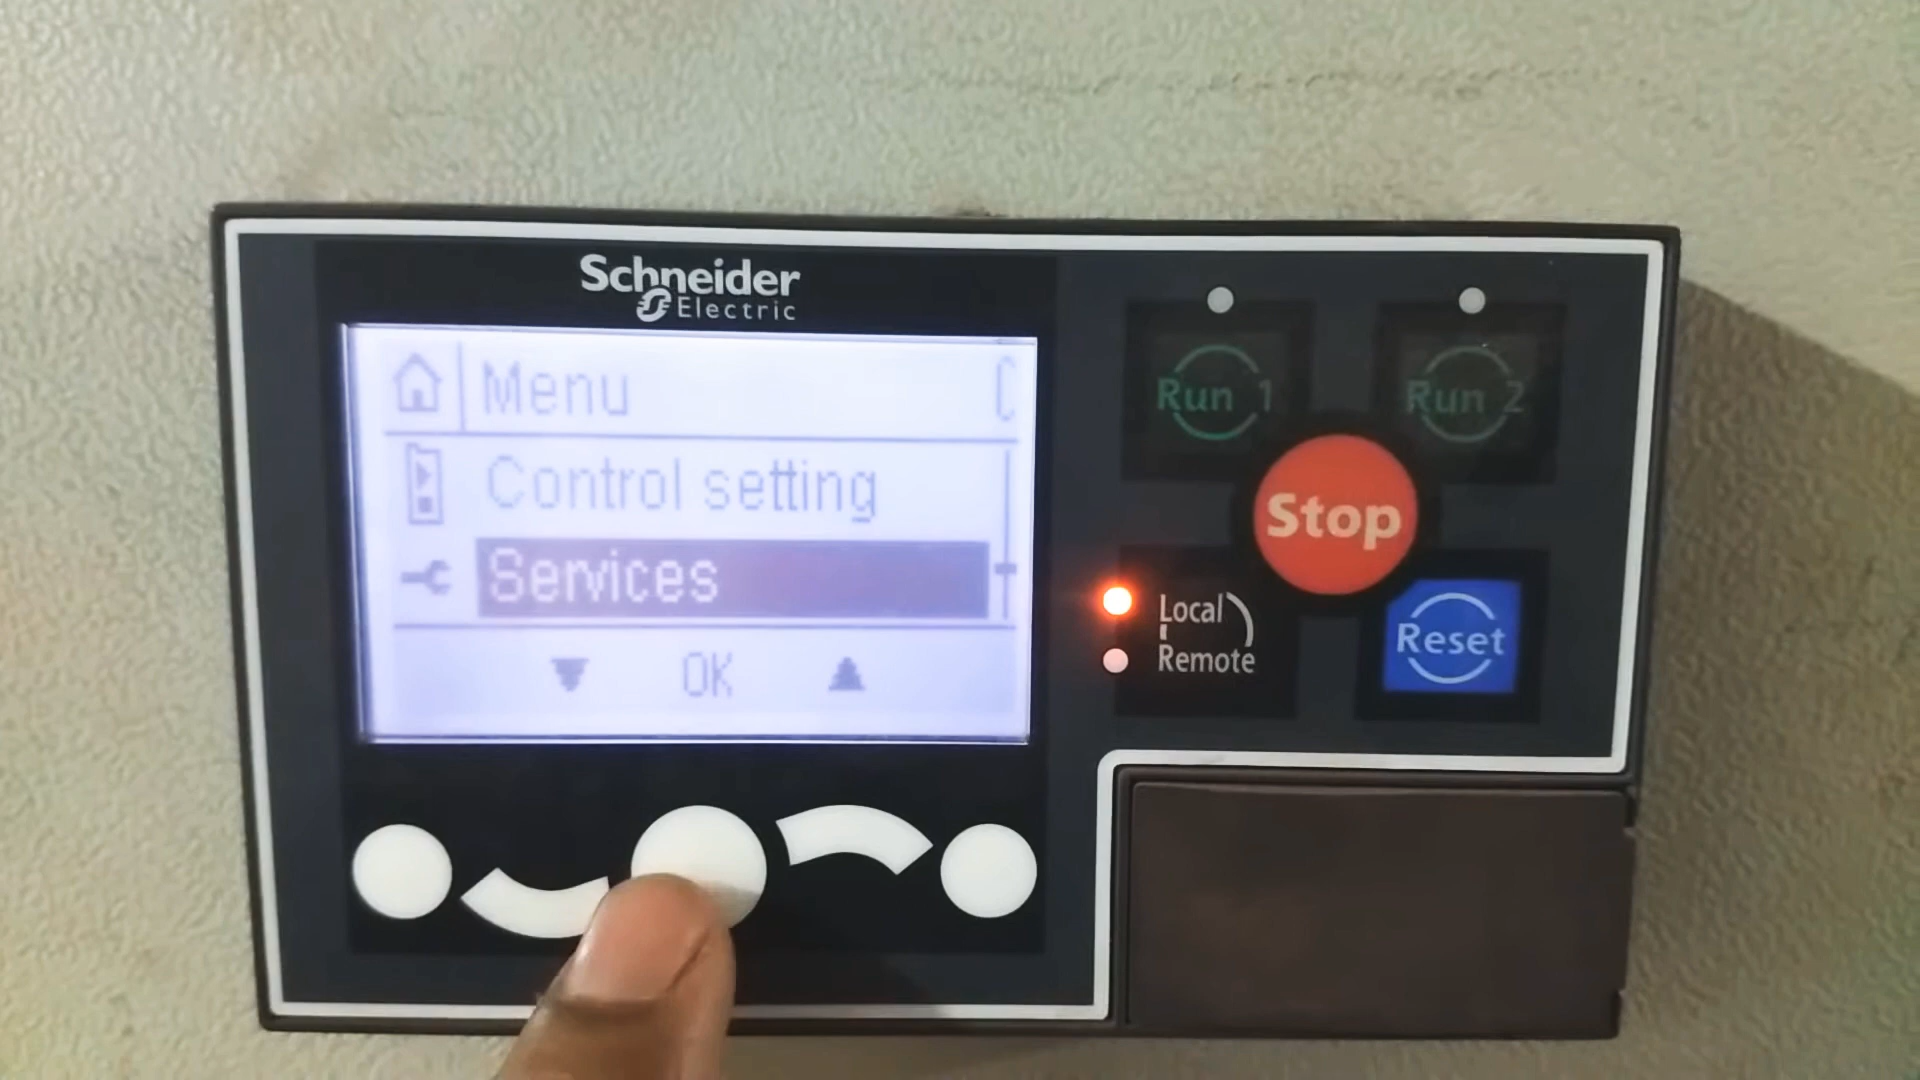 Schneider
Electric
Menu
Control setting
Services
OK
Run 1
Run 2
Stop
Local
Remote
Reset